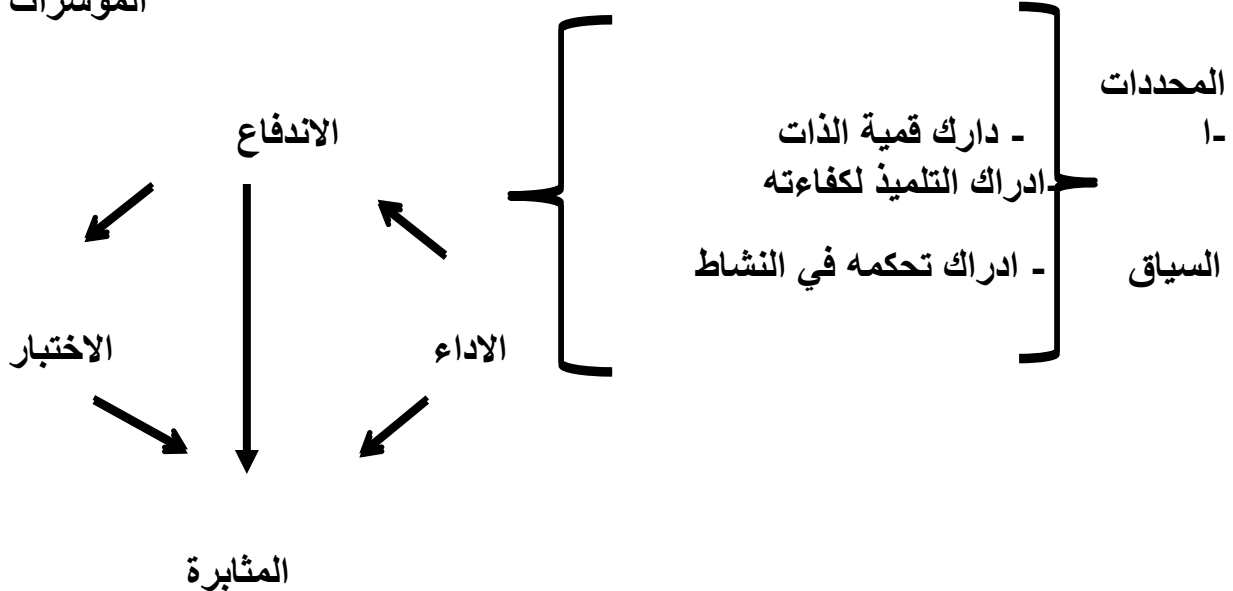 المؤشرات
المحددات
-ا - دارك قمية الذات
-ادراك التلميذ لكفاءته
السياق - ادراك تحكمه في النشاط
الاندفاع
الاختبار
الاداء
المثابرة